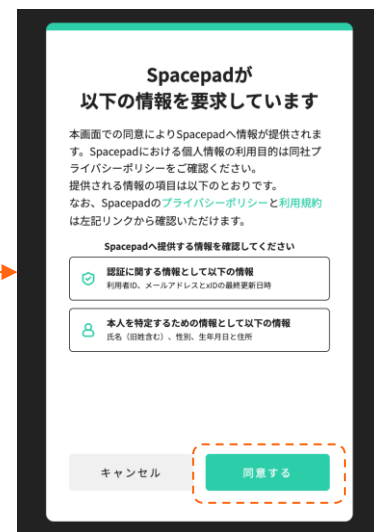 Spacepadが
以下の情報を要求しています
本画面での同意によりSpacepadへ情報が提供されま
す。Spacepadにおける個人情報の利用目的は同社プ
ライバシーポリシーをご確認ください。
提供される情報の項目は以下のとおりです。
なお、Spacepadのプライバシーポリシーと利用規約
は左記リンクから確認いただけます。
Spacepadへ提供する情報を確認してください
認証に関する情報として以下の情報
利用者ID、メールアドレスとxIDの最終更新日時
本人を特定するための情報として以下の情報
氏名（旧姓含む）、性別、生年月日と住所
キャンセル
同意する